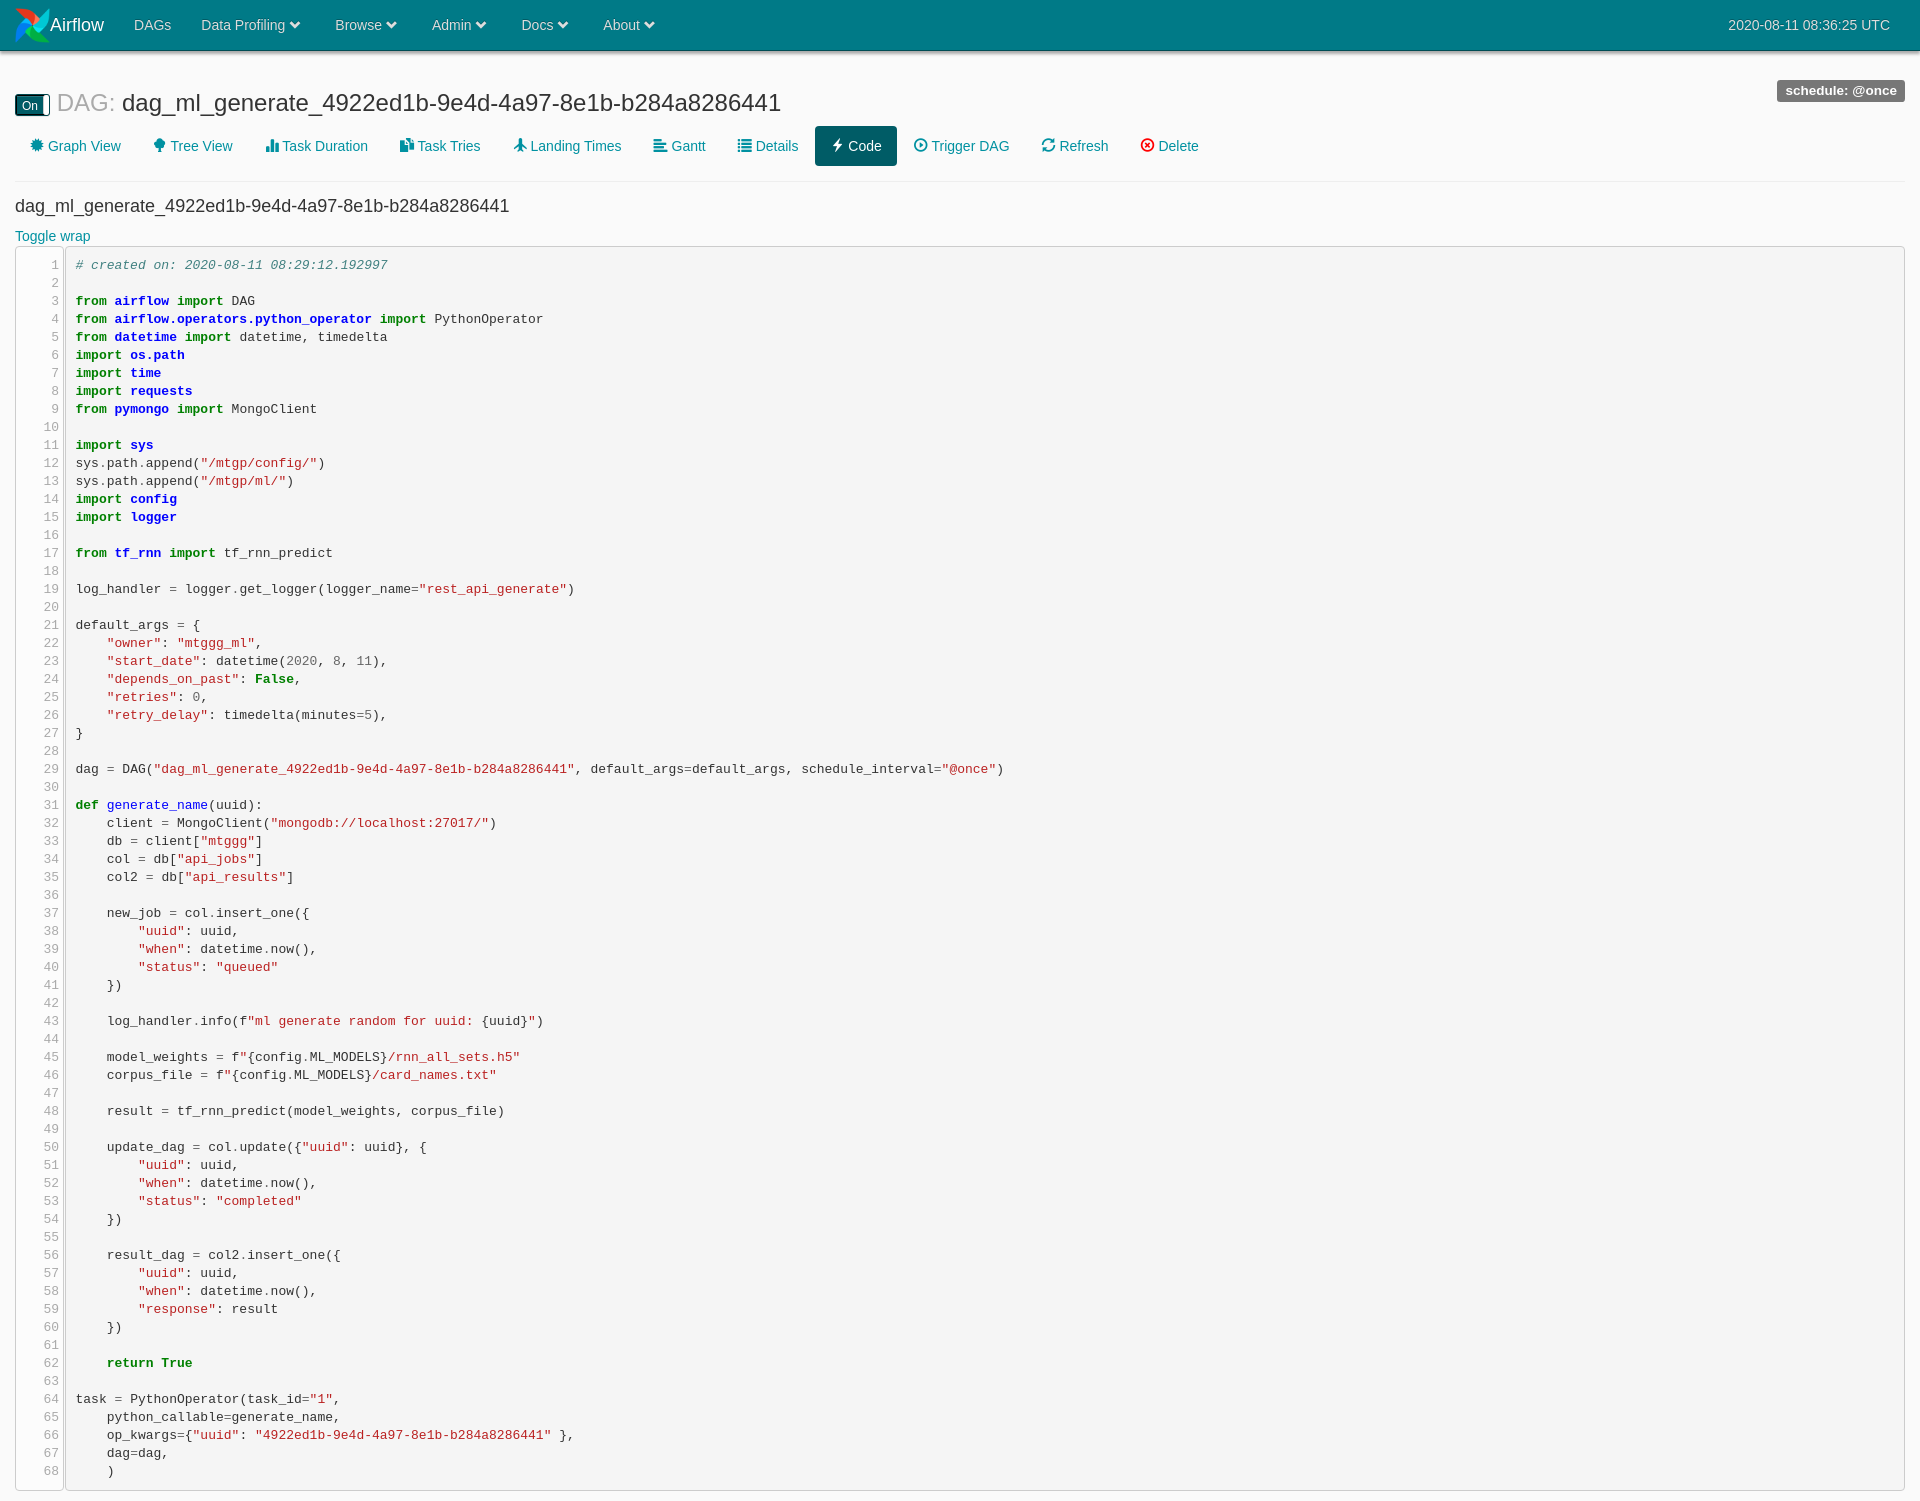 Airflow DAGs Data Profiling Browse Admin Docs About 2020-08-11 08:36:25 UTC
On DAG: dag_ml_generate_4922ed1b-9e4d-4a97-8e1b-b284a8286441 schedule: @once
Graph View Tree View Task Duration Task Tries Landing Times Gantt Details Code Trigger DAG Refresh Delete
dag_ml_generate_4922ed1b-9e4d-4a97-8e1b-b284a8286441
Toggle wrap
1 # created on: 2020-08-11 08:29:12.192997
2
3 from airflow import DAG
4 from airflow.operators.python_operator import PythonOperator
5 from datetime import datetime, timedelta
6 import os.path
7 import time
8 import requests
9 from pymongo import MongoClient
10
11 import sys
12 sys.path.append("/mtgp/config/")
13 sys.path.append("/mtgp/ml/")
14 import config
15 import logger
16
17 from tf_rnn import tf_rnn_predict
18
19 log_handler = logger.get_logger(logger_name="rest_api_generate")
20
21 default_args = {
22     "owner": "mtggg_ml",
23     "start_date": datetime(2020, 8, 11),
24     "depends_on_past": False,
25     "retries": 0,
26     "retry_delay": timedelta(minutes=5),
27 }
28
29 dag = DAG("dag_ml_generate_4922ed1b-9e4d-4a97-8e1b-b284a8286441", default_args=default_args, schedule_interval="@once")
30
31 def generate_name(uuid):
32     client = MongoClient("mongodb://localhost:27017/")
33     db = client["mtggg"]
34     col = db["api_jobs"]
35     col2 = db["api_results"]
36
37     new_job = col.insert_one({
38         "uuid": uuid,
39         "when": datetime.now(),
40         "status": "queued"
41     })
42
43     log_handler.info(f"ml generate random for uuid: {uuid}")
44
45     model_weights = f"{config.ML_MODELS}/rnn_all_sets.h5"
46     corpus_file = f"{config.ML_MODELS}/card_names.txt"
47
48     result = tf_rnn_predict(model_weights, corpus_file)
49
50     update_dag = col.update({"uuid": uuid}, {
51         "uuid": uuid,
52         "when": datetime.now(),
53         "status": "completed"
54     })
55
56     result_dag = col2.insert_one({
57         "uuid": uuid,
58         "when": datetime.now(),
59         "response": result
60     })
61
62     return True
63
64 task = PythonOperator(task_id="1",
65     python_callable=generate_name,
66     op_kwargs={"uuid": "4922ed1b-9e4d-4a97-8e1b-b284a8286441" },
67     dag=dag,
68     )